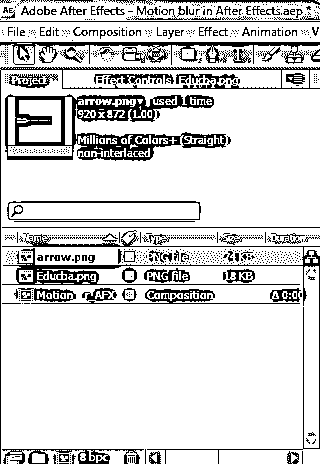 Adobe After Effects - Motion blur in After Effects.aep *
File Edit Composition Layer Effect Animation V
Project Effect Controls Educba.png
arrow.png , used 1 time
920 x 872 (1.00)
Millions of Colors+ (Straight)
non-interlaced
Name Type Size Duration
arrow.png PNG file 24 KB
Educba.png PNG file 18 KB
Motion AFX Composition Δ 0:00
8 bpc